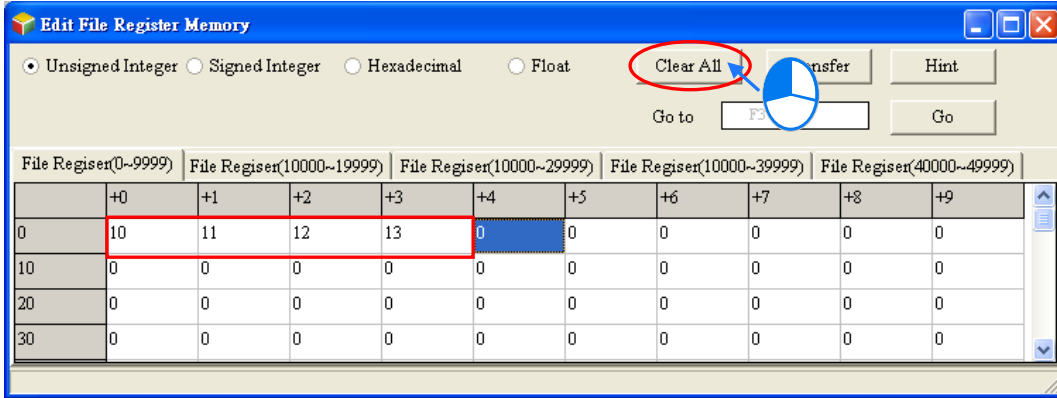 Edit File Register Memory
Unsigned Integer Signed Integer Hexadecimal Float Clear All Hint
Go to F3 Go
File Regiser(0~9999) File Regiser(10000~19999) File Regiser(10000~29999) File Regiser(10000~39999) File Regiser(40000~49999)
+0 +1 +2 +3 +4 +5 +6 +7 +8 +9
0 10 11 12 13 0 0 0 0 0 0
10 0 0 0 0 0 0 0 0 0 0
20 0 0 0 0 0 0 0 0 0 0
30 0 0 0 0 0 0 0 0 0 0